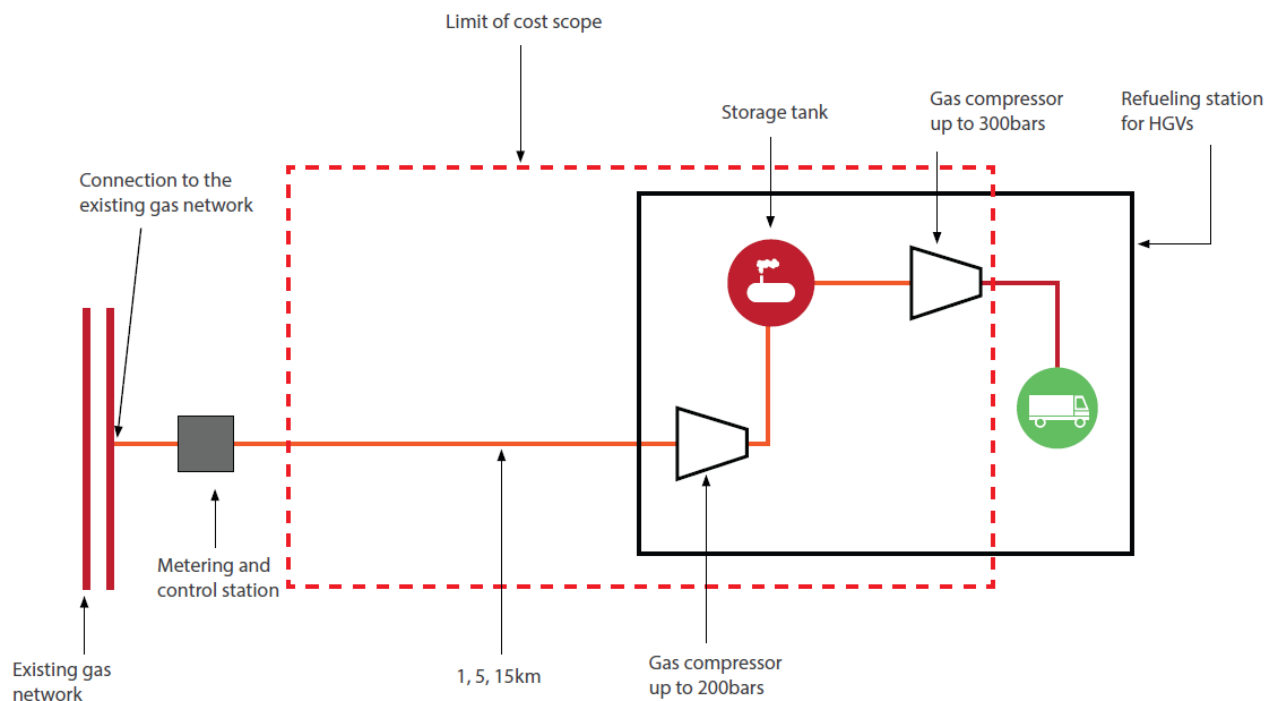 Limit of cost scope
Storage tank
Gas compressor
up to 300bars
Refueling station
for HGVs
Connection to the
existing gas network
Metering and
control station
Existing gas
network
1, 5, 15km
Gas compressor
up to 200bars